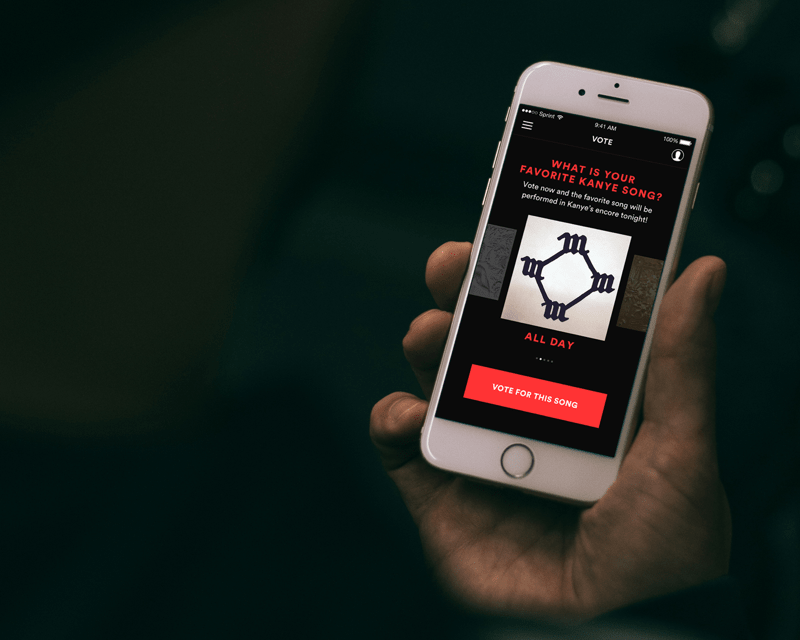 Sprint
9:41 AM
100%
VOTE
WHAT IS YOUR
FAVORITE KANYE SONG?
Vote now and the favorite song will be
performed in Kanye's encore tonight!
m
m
m
m
ALL DAY
VOTE FOR THIS SONG